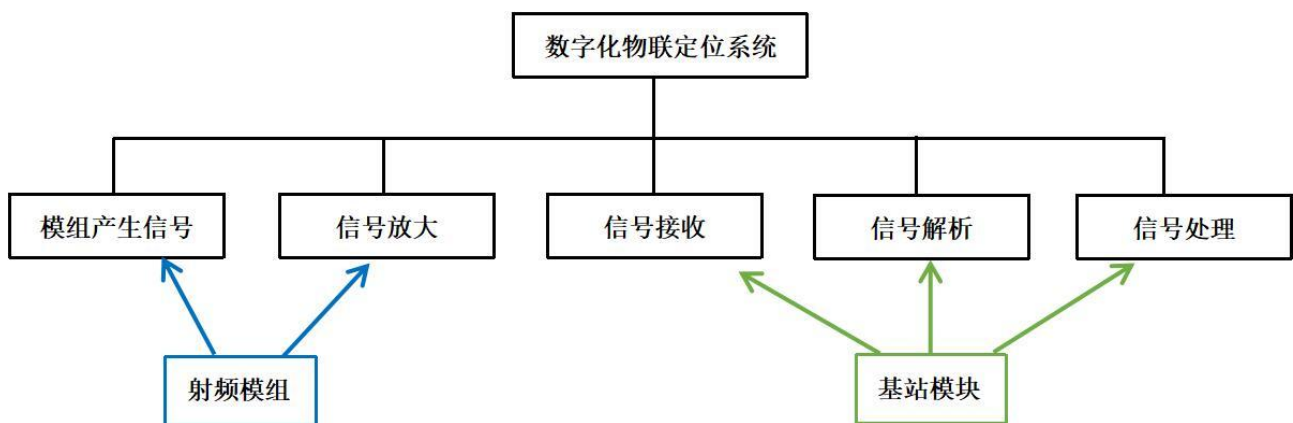 数字化物联定位系统
模组产生信号
信号放大
信号接收
信号解析
信号处理
射频模组
基站模块